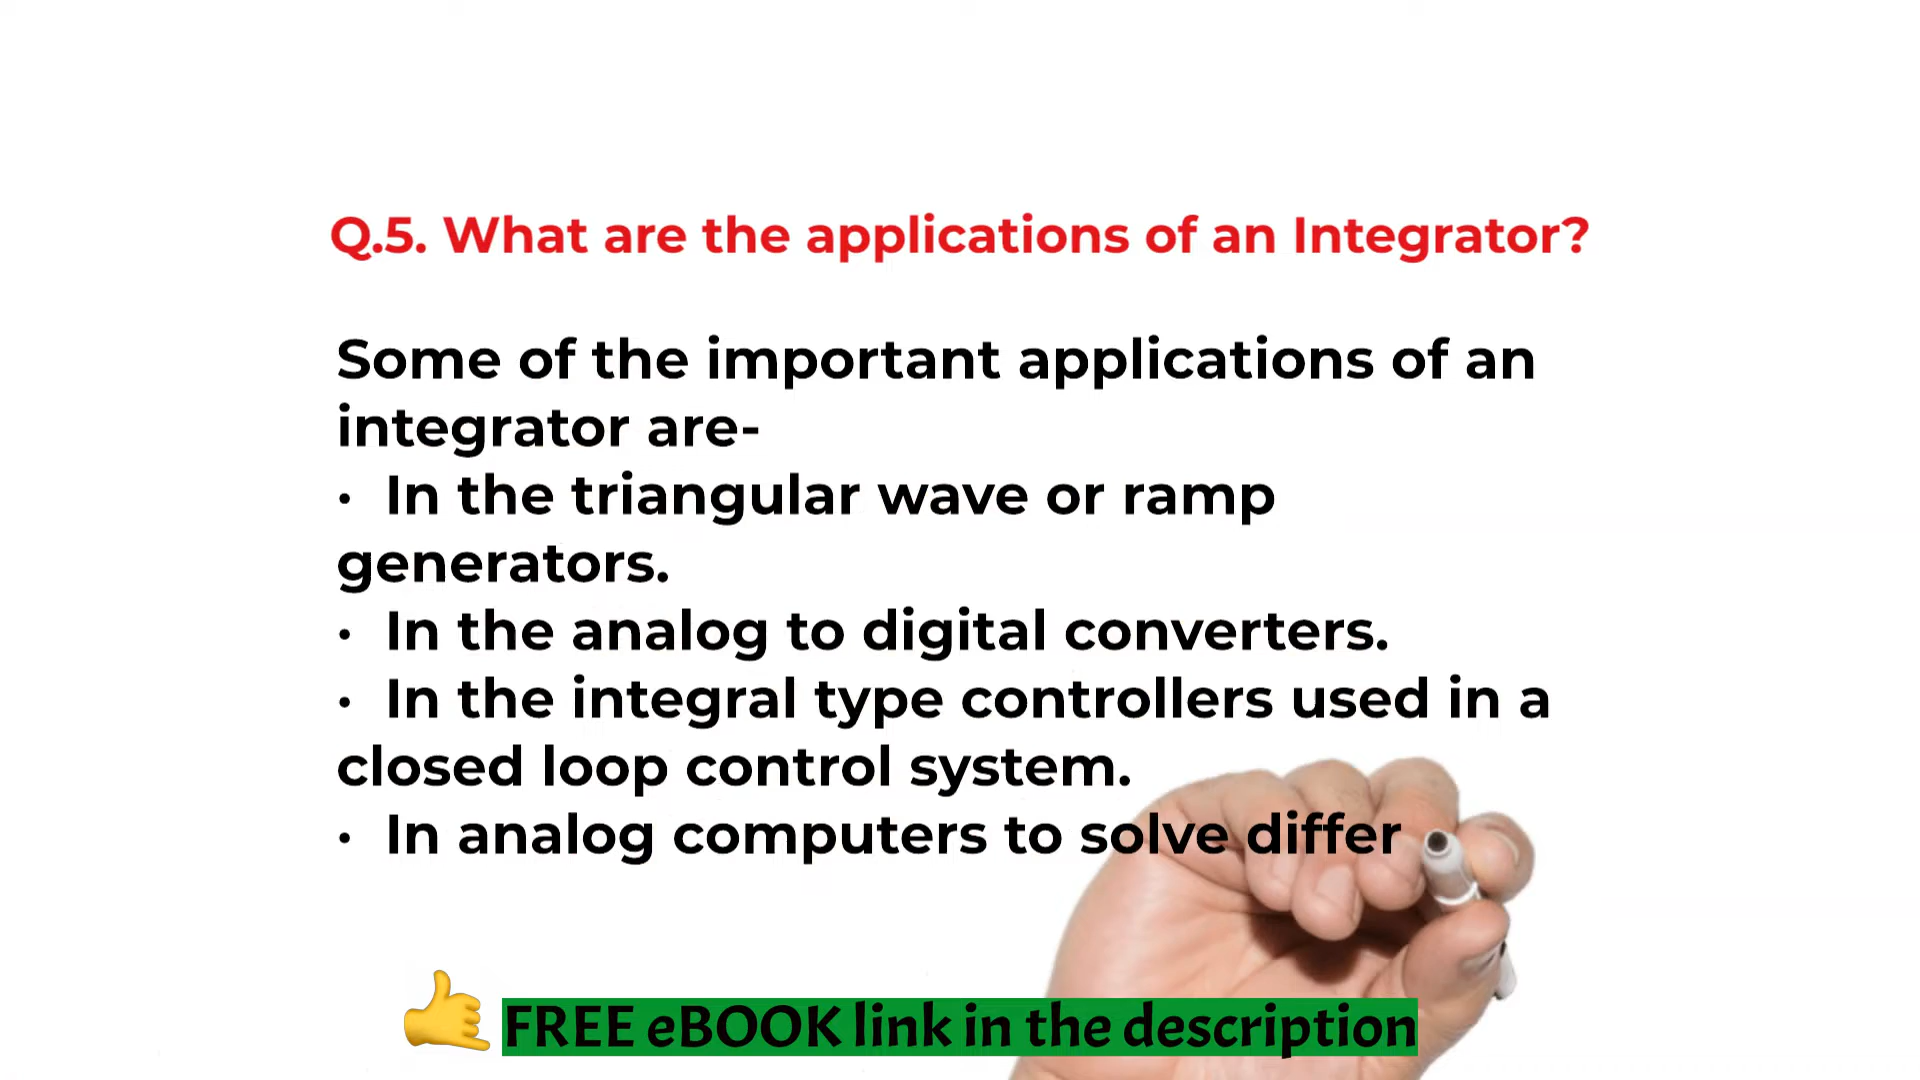 Q.5. What are the applications of an Integrator?
Some of the important applications of an
integrator are-
· In the triangular wave or ramp
generators.
· In the analog to digital converters.
· In the integral type controllers used in a
closed loop control system.
· In analog computers to solve differ
FREE eBOOK link in the description